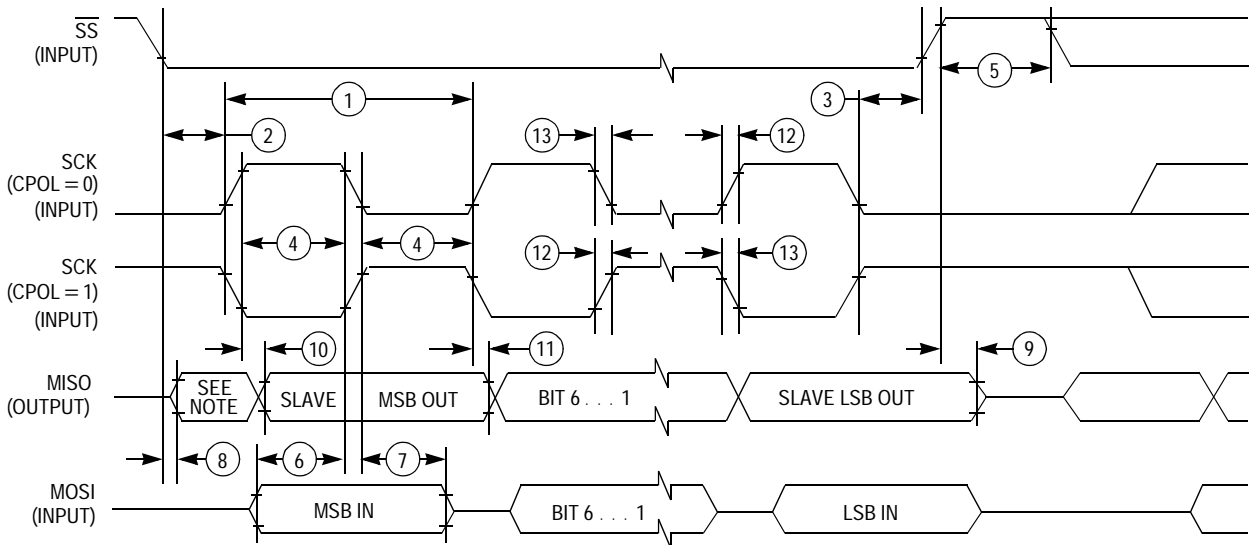 SS
(INPUT)
5
1
3
2
13
12
SCK
(CPOL = 0)
(INPUT)
4
4
12
13
SCK
(CPOL = 1)
(INPUT)
10
11
9
MISO
(OUTPUT)
SEE
NOTE
SLAVE
MSB OUT
BIT 6 . . . 1
SLAVE LSB OUT
8
6
7
MOSI
(INPUT)
MSB IN
BIT 6 . . . 1
LSB IN